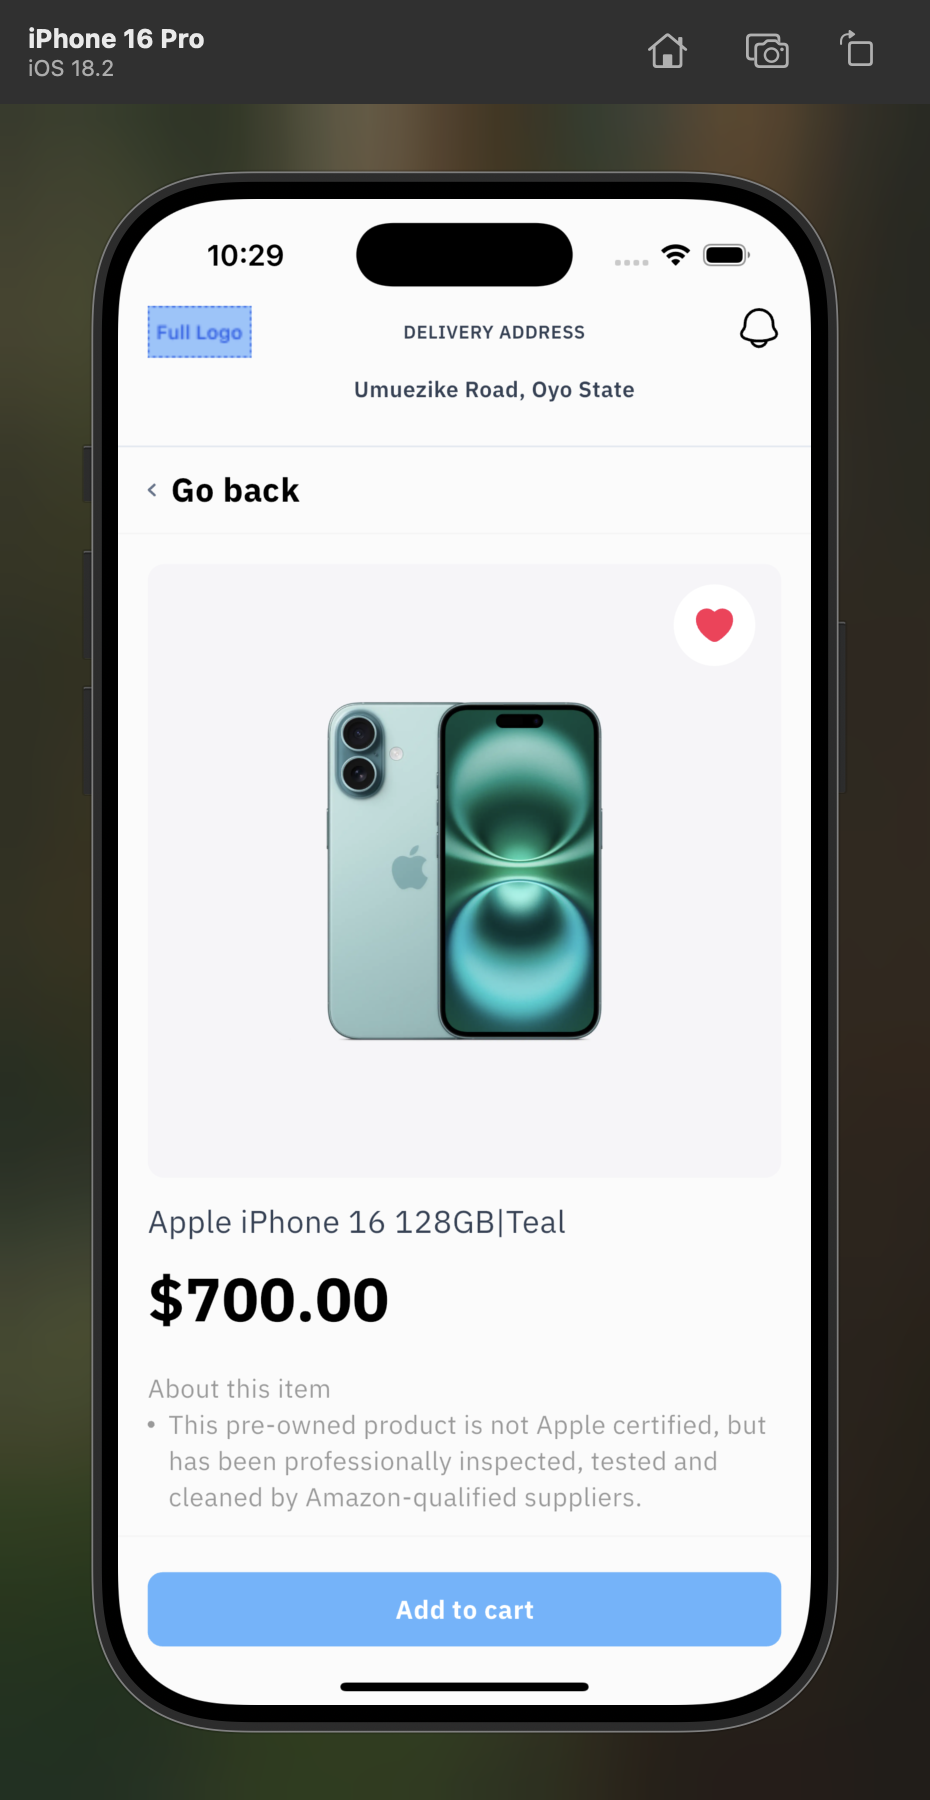 iPhone 16 Pro
iOS 18.2
10:29
Full Logo
DELIVERY ADDRESS
Umuezike Road, Oyo State
Go back
Apple iPhone 16 128GB|Teal
$700.00
About this item
• This pre-owned product is not Apple certified, but
has been professionally inspected, tested and
cleaned by Amazon-qualified suppliers.
Add to cart